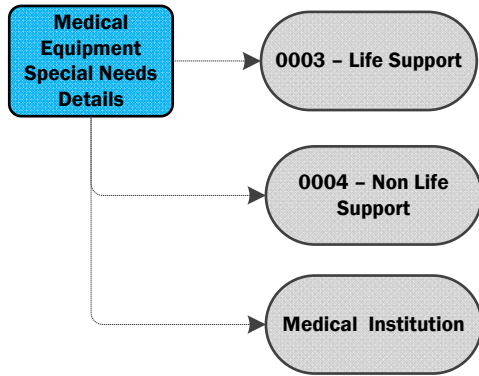 Medical
Equipment
Special Needs
Details
0003 – Life Support
0004 – Non Life
Support
Medical Institution